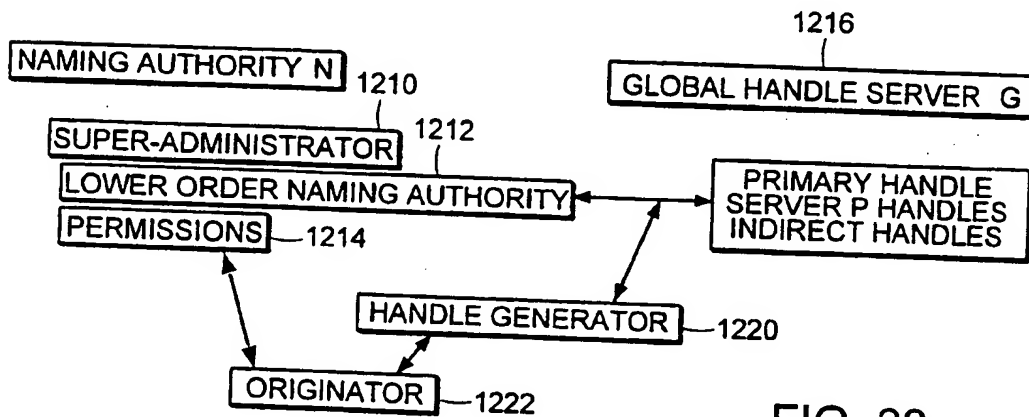 1216
NAMING AUTHORITY N
1210
GLOBAL HANDLE SERVER G
SUPER-ADMINISTRATOR
1212
LOWER ORDER NAMING AUTHORITY
PRIMARY HANDLE
SERVER P HANDLES
INDIRECT HANDLES
PERMISSIONS
1214
HANDLE GENERATOR
1220
ORIGINATOR
1222